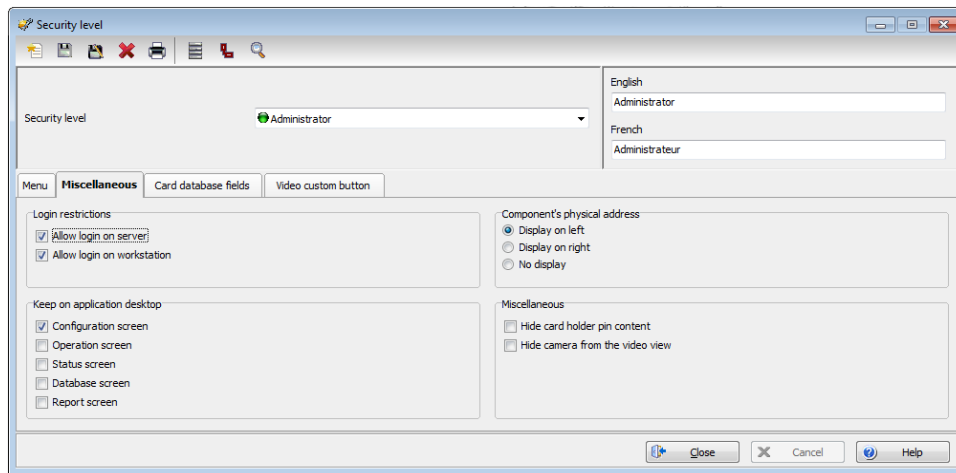 Security level
Security level
Administrator
English
Administrator
French
Administrateur
Menu
Miscellaneous
Card database fields
Video custom button
Login restrictions
Allow login on server
Allow login on workstation
Component's physical address
Display on left
Display on right
No display
Keep on application desktop
Configuration screen
Operation screen
Status screen
Database screen
Report screen
Miscellaneous
Hide card holder pin content
Hide camera from the video view
Close
Cancel
Help